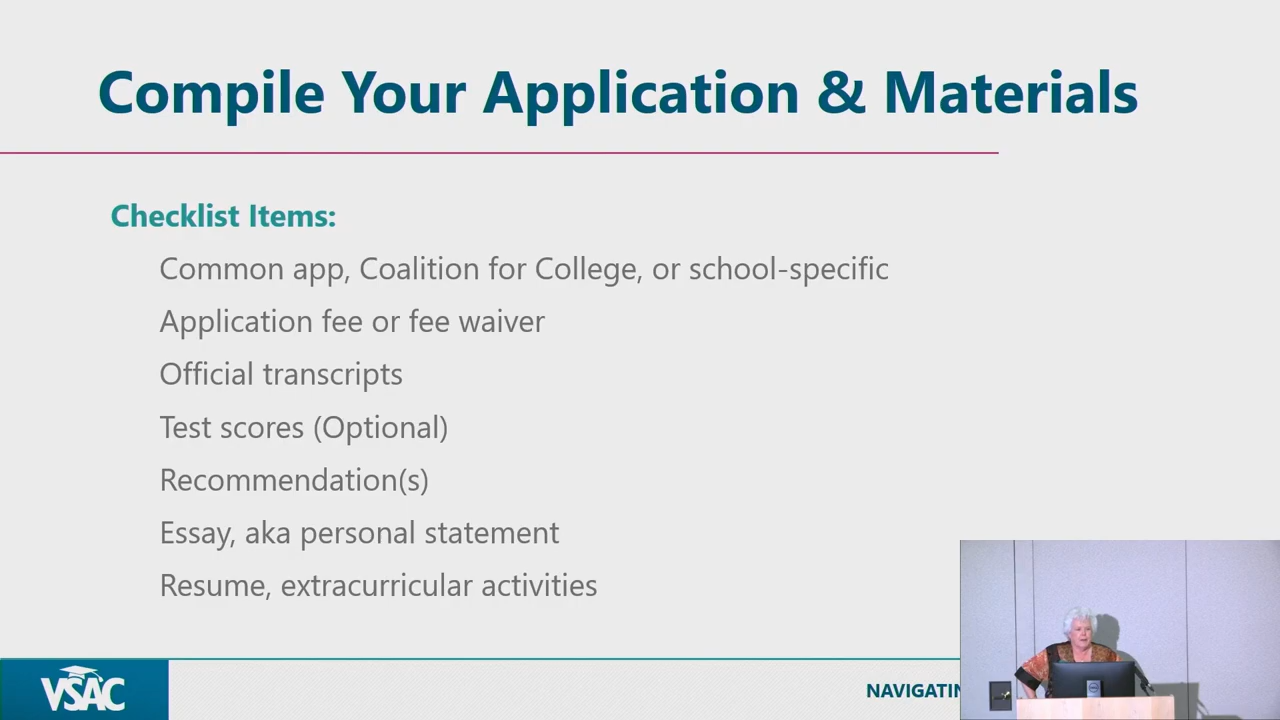 Compile Your Application & Materials
Checklist Items:
Common app, Coalition for College, or school-specific
Application fee or fee waiver
Official transcripts
Test scores (Optional)
Recommendation(s)
Essay, aka personal statement
Resume, extracurricular activities
VSAC